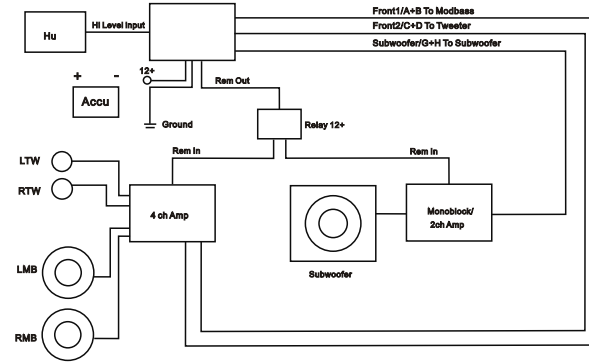 Front1/A+B To Modbass
Hi Level Input
Front2/C+D To Tweeter
Hu
Subwoofer/G+H To Subwoofer
+ -
12+
Rem Out
Accu
Ground
Relay 12+
Rem In
Rem In
LTW
RTW
4 ch Amp
Monoblock/
2ch Amp
Subwoofer
LMB
RMB